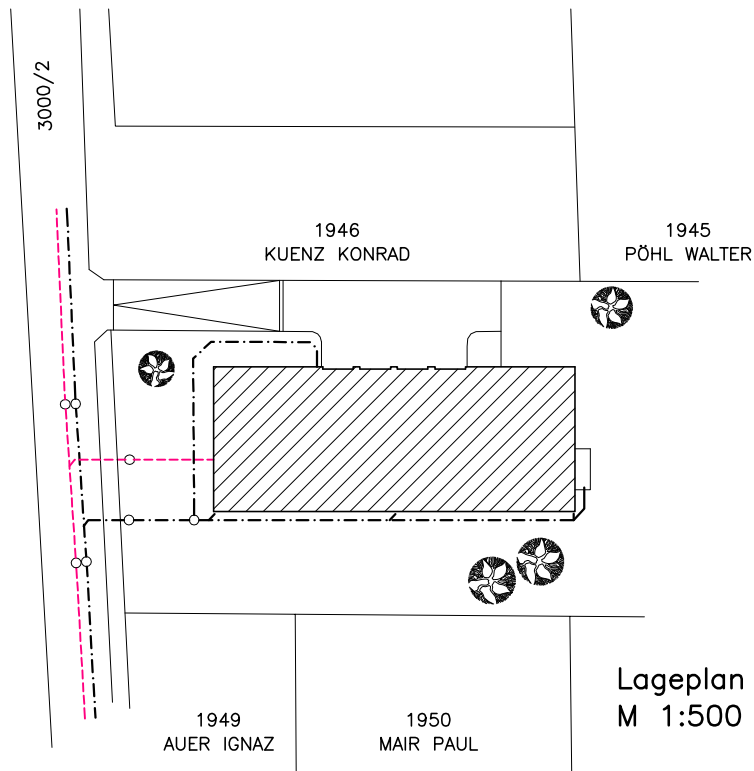 3000/2
1946
KUENZ KONRAD
1945
PÖHL WALTER
1949
AUER IGNAZ
1950
MAIR PAUL
Lageplan
M 1:500